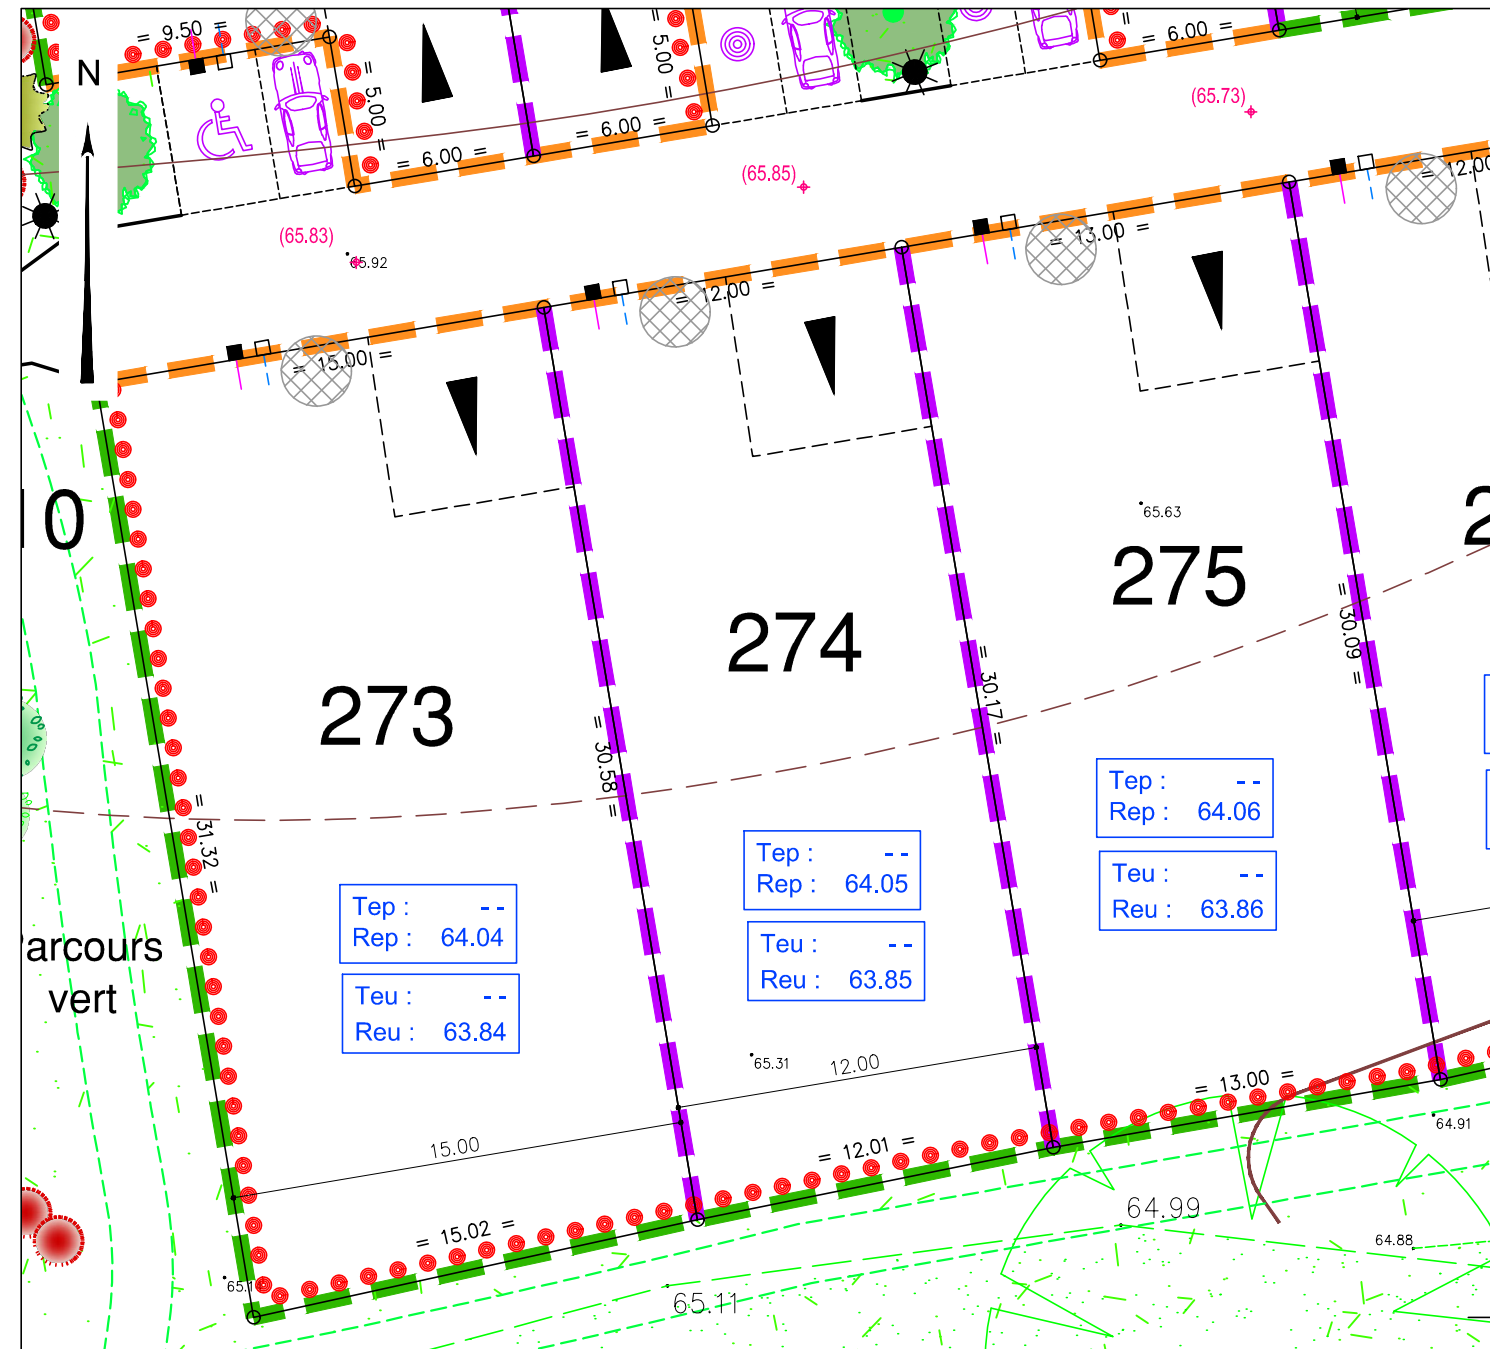 = 9.50 =
N
= 5.00 =
= 5.00 =
= 6.00 =
= 6.00 =
= 6.00 =
(65.73)
(65.85)
(65.83)
65.92
= 15.00 =
= 12.00 =
= 13.00 =
= 12.00
10
273
274
275
2
65.63
= 31.32 =
= 30.58 =
= 30.17 =
= 30.09 =
Parcours
vert
Tep : --
Rep : 64.04
Teu : --
Reu : 63.84
Tep : --
Rep : 64.05
Teu : --
Reu : 63.85
Tep : --
Rep : 64.06
Teu : --
Reu : 63.86
65.31
12.00
15.00
= 15.02 =
= 12.01 =
= 13.00 =
64.91
64.99
64.88
65.11